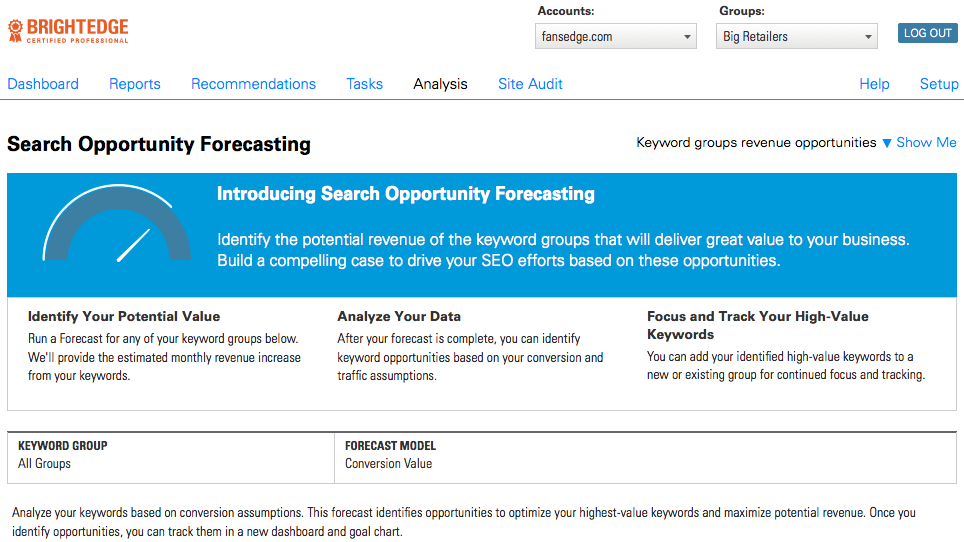 BRIGHTEDGE
CERTIFIED PROFESSIONAL
Accounts:
fansedge.com
Groups:
Big Retailers
LOG OUT
Dashboard Reports Recommendations Tasks Analysis Site Audit Help Setup
Search Opportunity Forecasting
Keyword groups revenue opportunities ▼ Show Me
Introducing Search Opportunity Forecasting
Identify the potential revenue of the keyword groups that will deliver great value to your business.
Build a compelling case to drive your SEO efforts based on these opportunities.
Identify Your Potential Value
Run a Forecast for any of your keyword groups below.
We'll provide the estimated monthly revenue increase
from your keywords.
Analyze Your Data
After your forecast is complete, you can identify
keyword opportunities based on your conversion and
traffic assumptions.
Focus and Track Your High-Value
Keywords
You can add your identified high-value keywords to a
new or existing group for continued focus and tracking.
KEYWORD GROUP
All Groups
FORECAST MODEL
Conversion Value
Analyze your keywords based on conversion assumptions. This forecast identifies opportunities to optimize your highest-value keywords and maximize potential revenue. Once you
identify opportunities, you can track them in a new dashboard and goal chart.